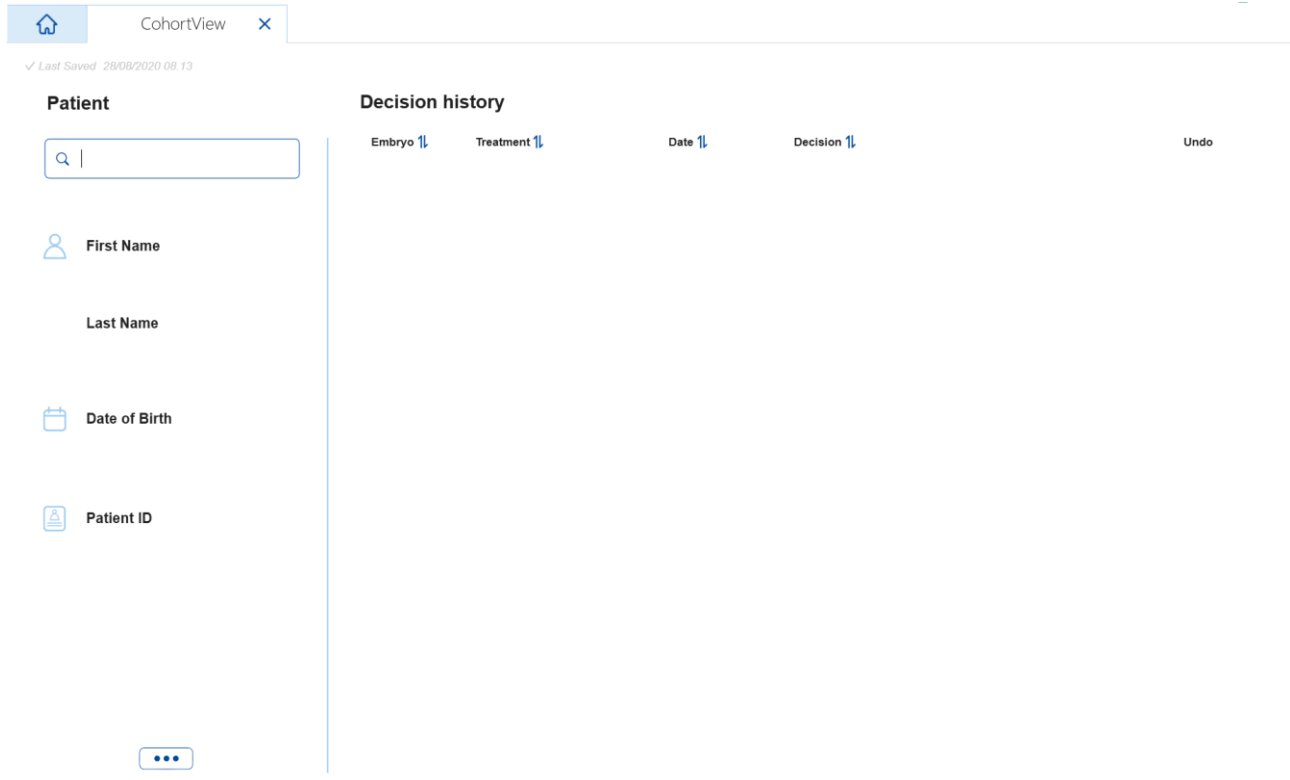 CohortView
Last Saved 28/08/2020 08.13
Patient
Decision history
Embryo Treatment Date Decision Undo
First Name
Last Name
Date of Birth
Patient ID